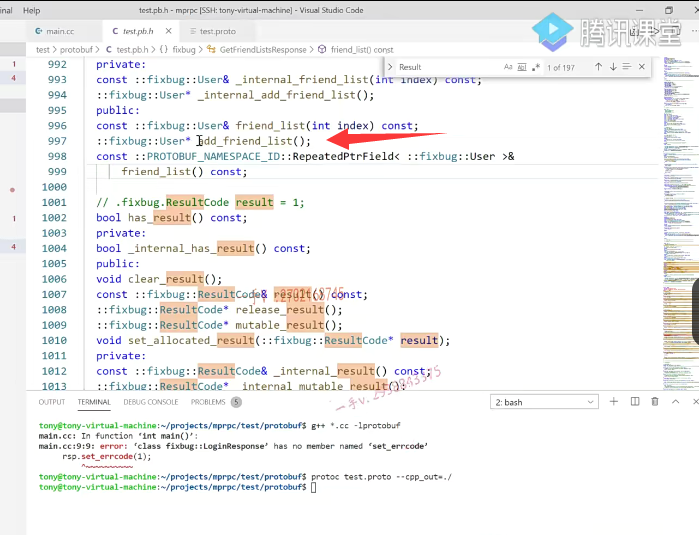 inal Help
test.pb.h - mprpc [SSH: tony-virtual-machine] - Visual Studio Code
main.cc
test.pb.h
test.proto
腾讯课堂
test > protobuf > test.pb.h > {} fixbug > GetFriendListsResponse > friend_list() const
Result
Aa Ab .* 1 of 197
992 private:
993 const ::fixbug::User& _internal_friend_list(int index) const;
994 ::fixbug::User* _internal_add_friend_list();
995 public:
996 const ::fixbug::User& friend_list(int index) const;
997 ::fixbug::User* add_friend_list();
998 const ::PROTOBUF_NAMESPACE_ID::RepeatedPtrField< ::fixbug::User >&
999 friend_list() const;
1000
1001 // .fixbug.ResultCode result = 1;
1002 bool has_result() const;
1003 private:
1004 bool _internal_has_result() const;
1005 public:
1006 void clear_result();
1007 const ::fixbug::ResultCode& result() const;
1008 ::fixbug::ResultCode* release_result();
1009 ::fixbug::ResultCode* mutable_result();
1010 void set_allocated_result(::fixbug::ResultCode* result);
1011 private:
1012 const ::fixbug::ResultCode& _internal_result() const;
1013 ::fixbug::ResultCode* _internal_mutable_result();
1
4
1
4
OUTPUT TERMINAL DEBUG CONSOLE PROBLEMS 5
2: bash
tony@tony-virtual-machine:~/projects/mprpc/test/protobuf$ g++ *.cc -lprotobuf
main.cc: In function ‘int main()’:
main.cc:9:9: error: ‘class fixbug::LoginResponse’ has no member named ‘set_errcode’
rsp.set_errcode(1);
^~~~~~~~~~~
tony@tony-virtual-machine:~/projects/mprpc/test/protobuf$ protoc test.proto --cpp_out=./
tony@tony-virtual-machine:~/projects/mprpc/test/protobuf$